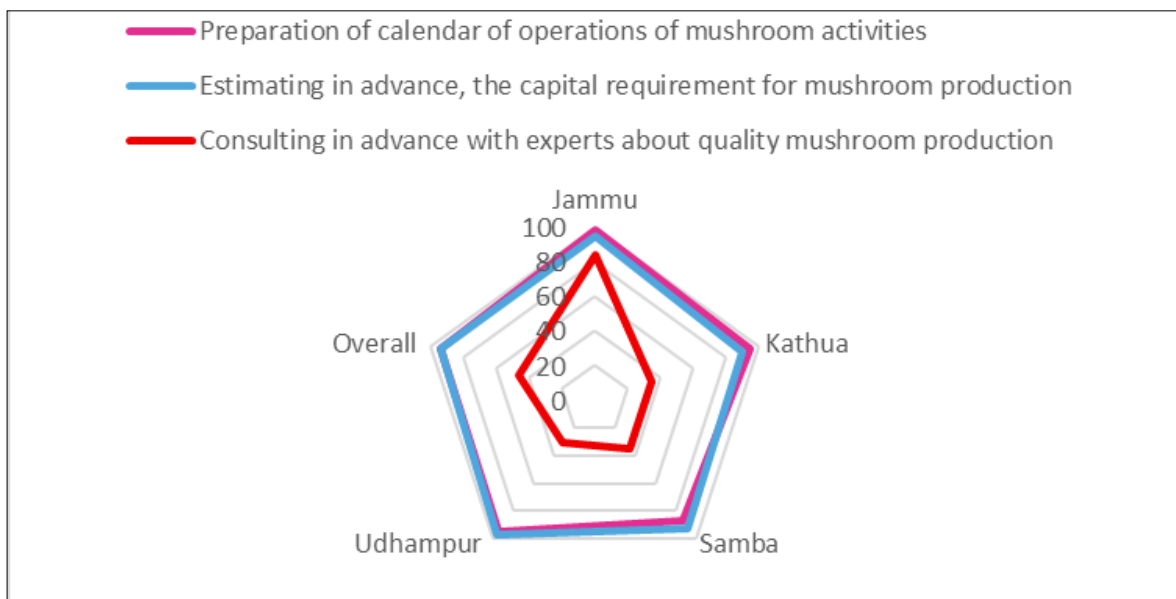 Preparation of calendar of operations of mushroom activities
Estimating in advance, the capital requirement for mushroom production
Consulting in advance with experts about quality mushroom production
Jammu
100
80
60
40
20
0
Overall
Kathua
Udhampur
Samba